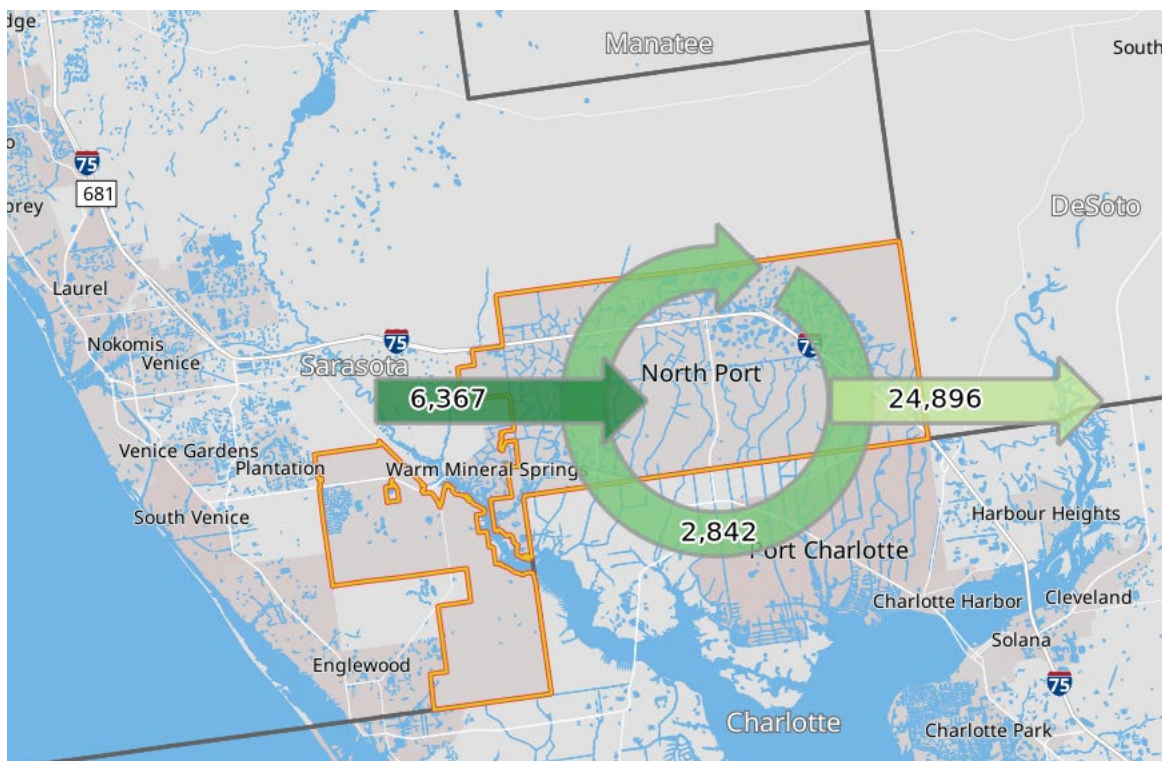 Manatee
South
75
681
DeSoto
Laurel
75
75
Nokomis
Venice
Sarasota
North Port
6,367
24,896
Venice Gardens
Plantation
Warm Mineral Springs
South Venice
2,842
Harbour Heights
Port Charlotte
Charlotte Harbor
Cleveland
Solana
Englewood
75
Charlotte
Charlotte Park